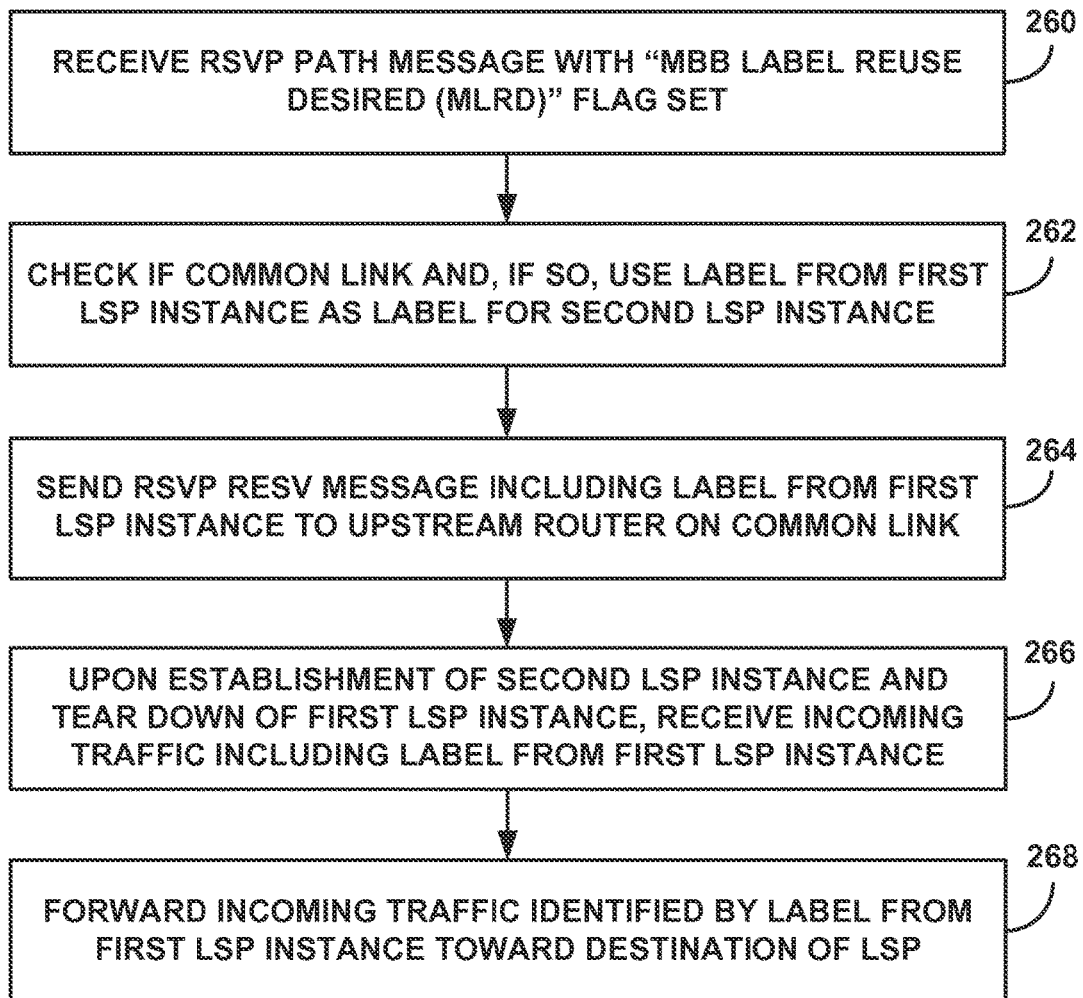 260
RECEIVE RSVP PATH MESSAGE WITH “MBB LABEL REUSE
DESIRED (MLRD)” FLAG SET
262
CHECK IF COMMON LINK AND, IF SO, USE LABEL FROM FIRST
LSP INSTANCE AS LABEL FOR SECOND LSP INSTANCE
264
SEND RSVP RESV MESSAGE INCLUDING LABEL FROM FIRST
LSP INSTANCE TO UPSTREAM ROUTER ON COMMON LINK
266
UPON ESTABLISHMENT OF SECOND LSP INSTANCE AND
TEAR DOWN OF FIRST LSP INSTANCE, RECEIVE INCOMING
TRAFFIC INCLUDING LABEL FROM FIRST LSP INSTANCE
268
FORWARD INCOMING TRAFFIC IDENTIFIED BY LABEL FROM
FIRST LSP INSTANCE TOWARD DESTINATION OF LSP